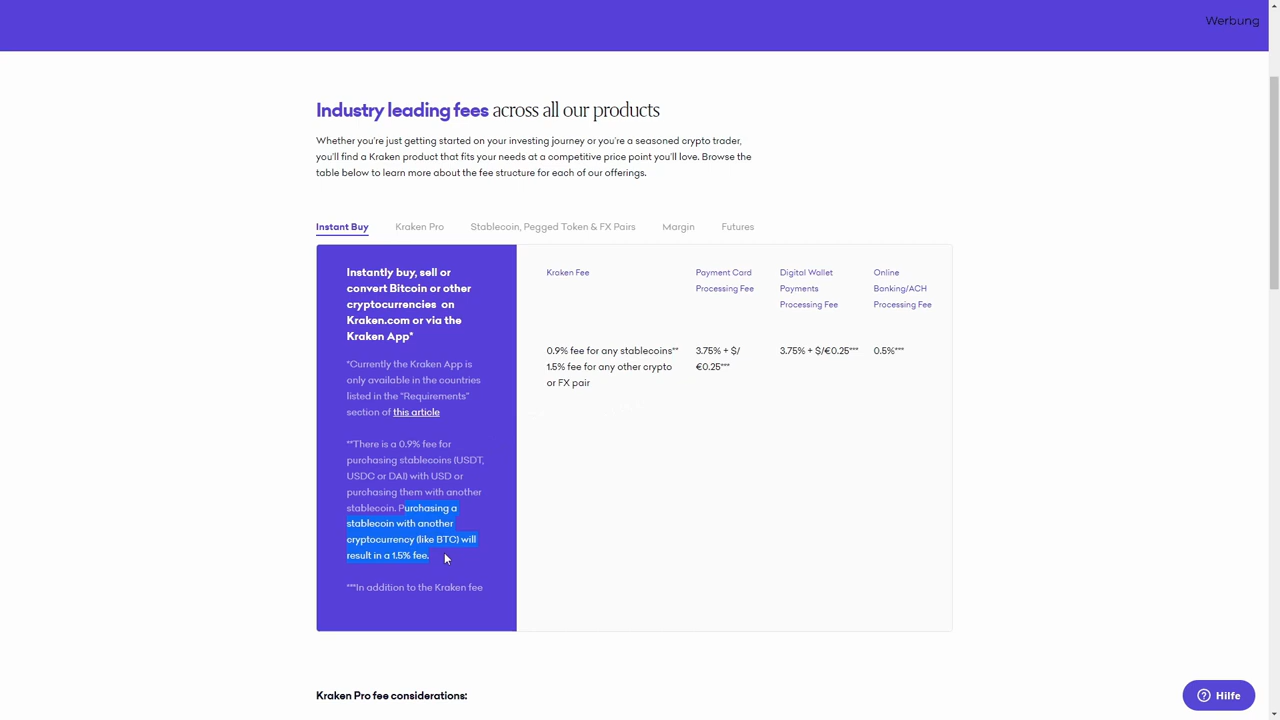 Werbung
Industry leading fees across all our products
Whether you're just getting started on your investing journey or you're a seasoned crypto trader,
you'll find a Kraken product that fits your needs at a competitive price point you'll love. Browse the
table below to learn more about the fee structure for each of our offerings.
Instant Buy Kraken Pro Stablecoin, Pegged Token & FX Pairs Margin Futures
Instantly buy, sell or
convert Bitcoin or other
cryptocurrencies on
Kraken.com or via the
Kraken App*
*Currently the Kraken App is
only available in the countries
listed in the "Requirements"
section of this article
**There is a 0.9% fee for
purchasing stablecoins (USDT,
USDC or DAI) with USD or
purchasing them with another
stablecoin. Purchasing a
stablecoin with another
cryptocurrency (like BTC) will
result in a 1.5% fee.
***In addition to the Kraken fee
Kraken Fee
0.9% fee for any stablecoins**
1.5% fee for any other crypto
or FX pair
Payment Card
Processing Fee
3.75% + $/
€0.25***
Digital Wallet
Payments
Processing Fee
3.75% + $/€0.25***
Online
Banking/ACH
Processing Fee
0.5%***
Kraken Pro fee considerations:
Hilfe